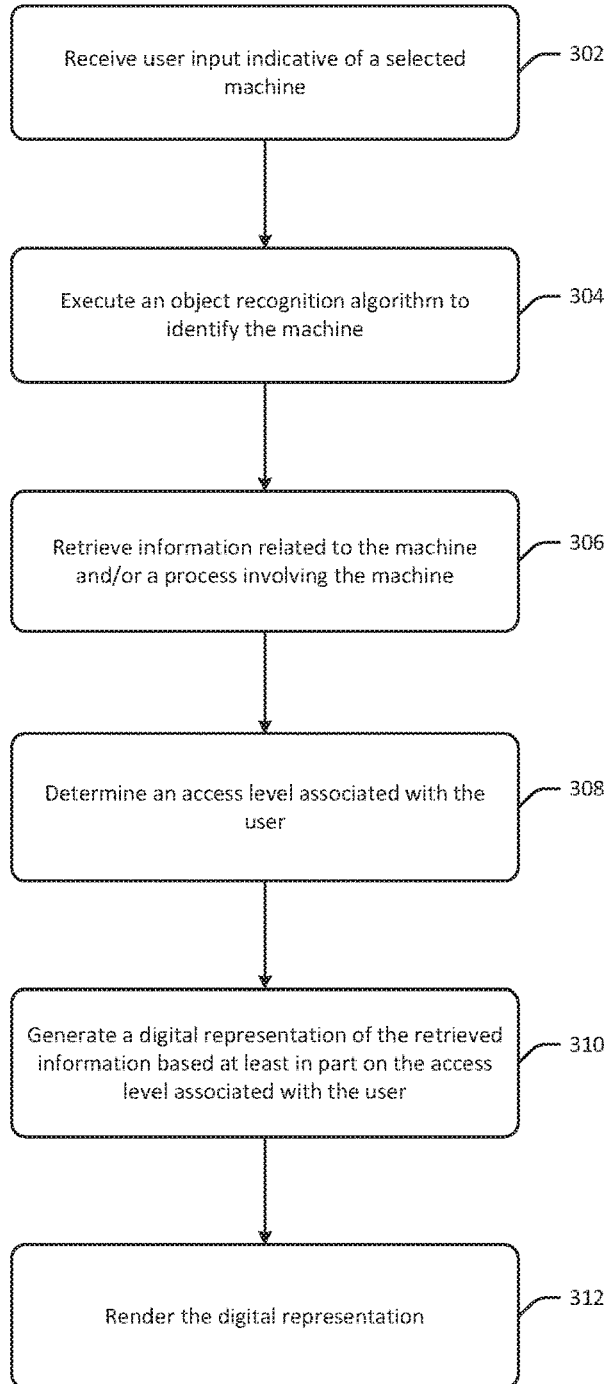 Receive user input indicative of a selected
machine
302
Execute an object recognition algorithm to
identify the machine
304
Retrieve information related to the machine
and/or a process involving the machine
306
Determine an access level associated with the
user
308
Generate a digital representation of the retrieved
information based at least in part on the access
level associated with the user
310
Render the digital representation
312